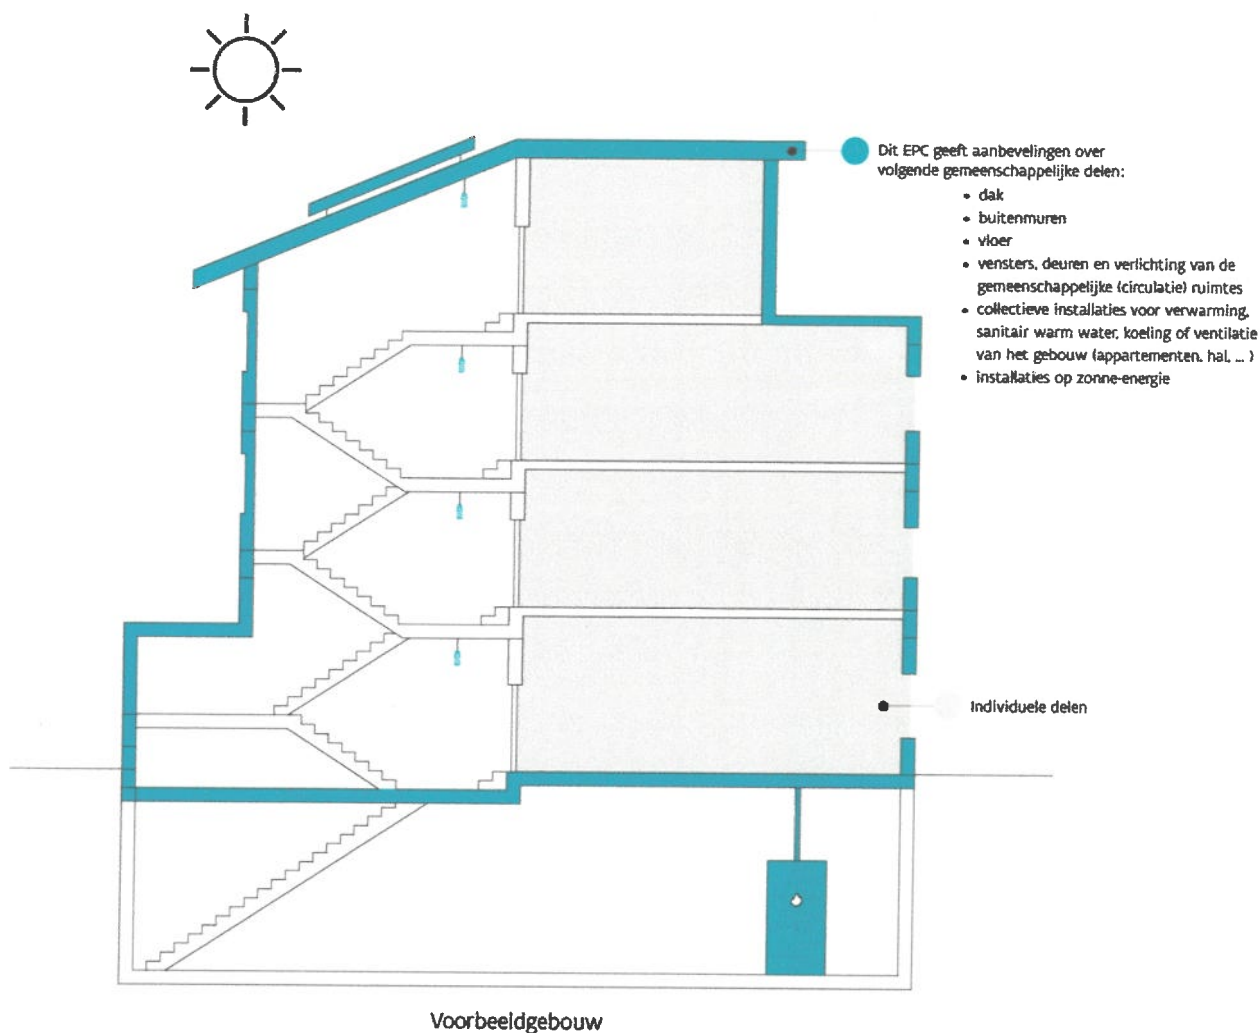 Dit EPC geeft aanbevelingen over
volgende gemeenschappelijke delen:
• dak
• buitenmuren
• vloer
• vensters, deuren en verlichting van de
gemeenschappelijke (circulatie) ruimtes
• collectieve installaties voor verwarming,
sanitair warm water, koeling of ventilatie
van het gebouw (appartementen, hal, ... )
• installaties op zonne-energie
Individuele delen
Voorbeeldgebouw